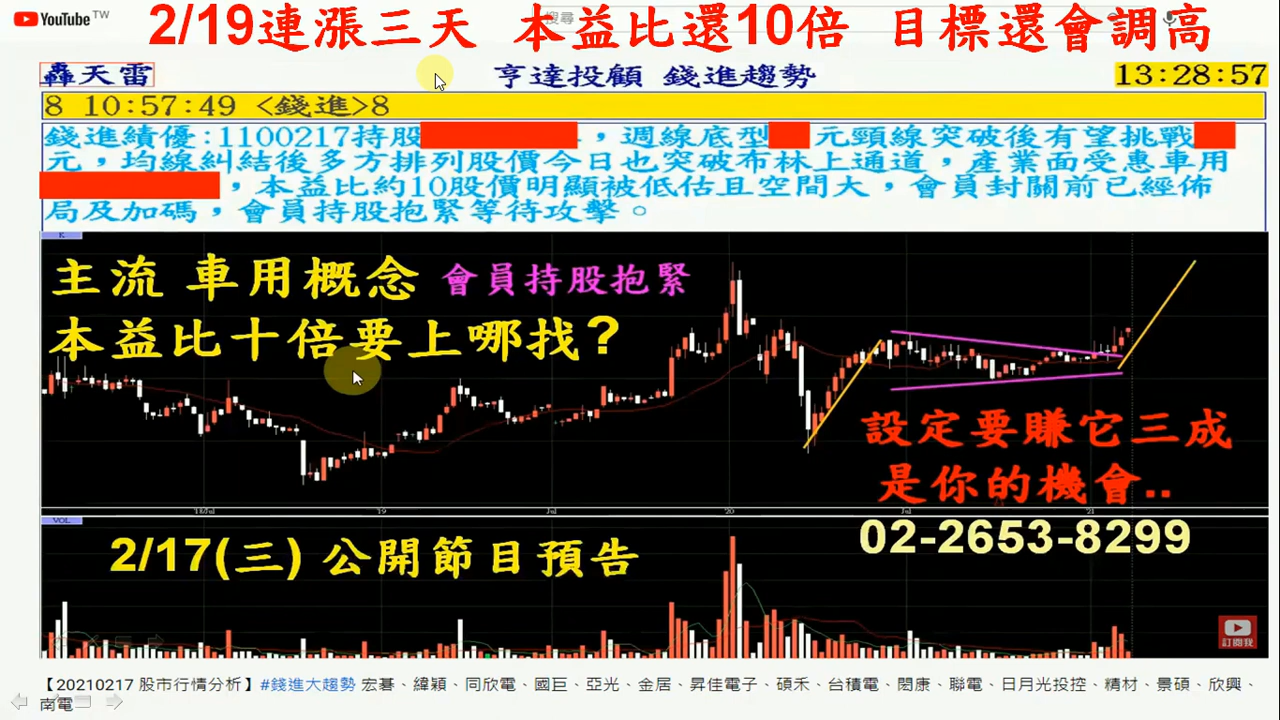 YouTube TW
搜尋
2/19連漲三天 本益比還10倍 目標還會調高
轟天雷 亨達投顧 錢進趨勢 13:28:57
8 10:57:49 <錢進>8
錢進績優:1100217持股 ,週線底型 元頸線突破後有望挑戰
元,均線糾結後多方排列股價今日也突破布林上通道,產業面受惠車用
,本益比約10股價明顯被低估且空間大,會員封關前已經佈
局及加碼,會員持股抱緊等待攻擊。
K
主流 車用概念 會員持股抱緊
本益比十倍要上哪找?
設定要賺它三成
是你的機會..
18/Jul '19 Jul '20 Jul '21
VOL
02-2653-8299
2/17(三) 公開節目預告
訂閱我
【20210217 股市行情分析】#錢進大趨勢 宏碁、緯穎、同欣電、國巨、亞光、金居、昇佳電子、碩禾、台積電、閎康、聯電、日月光投控、精材、景碩、欣興、
南電